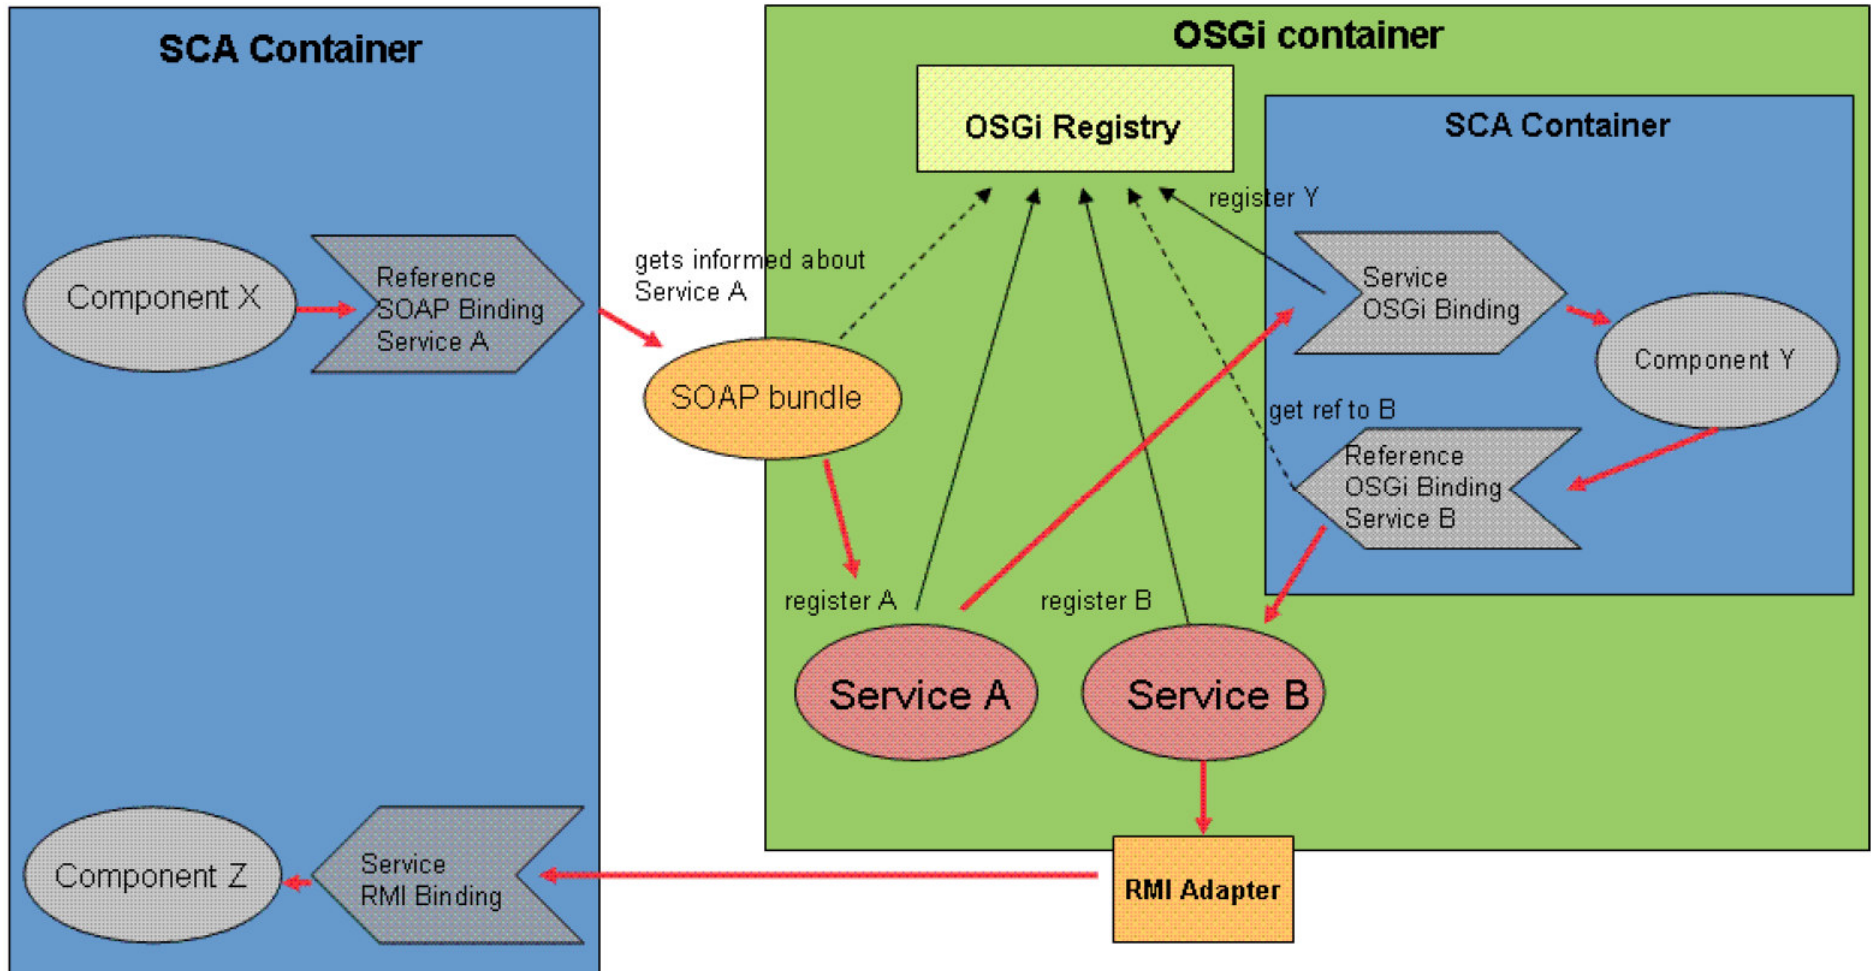 SCA Container
OSGi container
OSGi Registry
SCA Container
register Y
gets informed about
Service A
Component X
Reference
SOAP Binding
Service A
Service
OSGi Binding
Component Y
SOAP bundle
get ref to B
Reference
OSGi Binding
Service B
register A
register B
Service A
Service B
Component Z
Service
RMI Binding
RMI Adapter